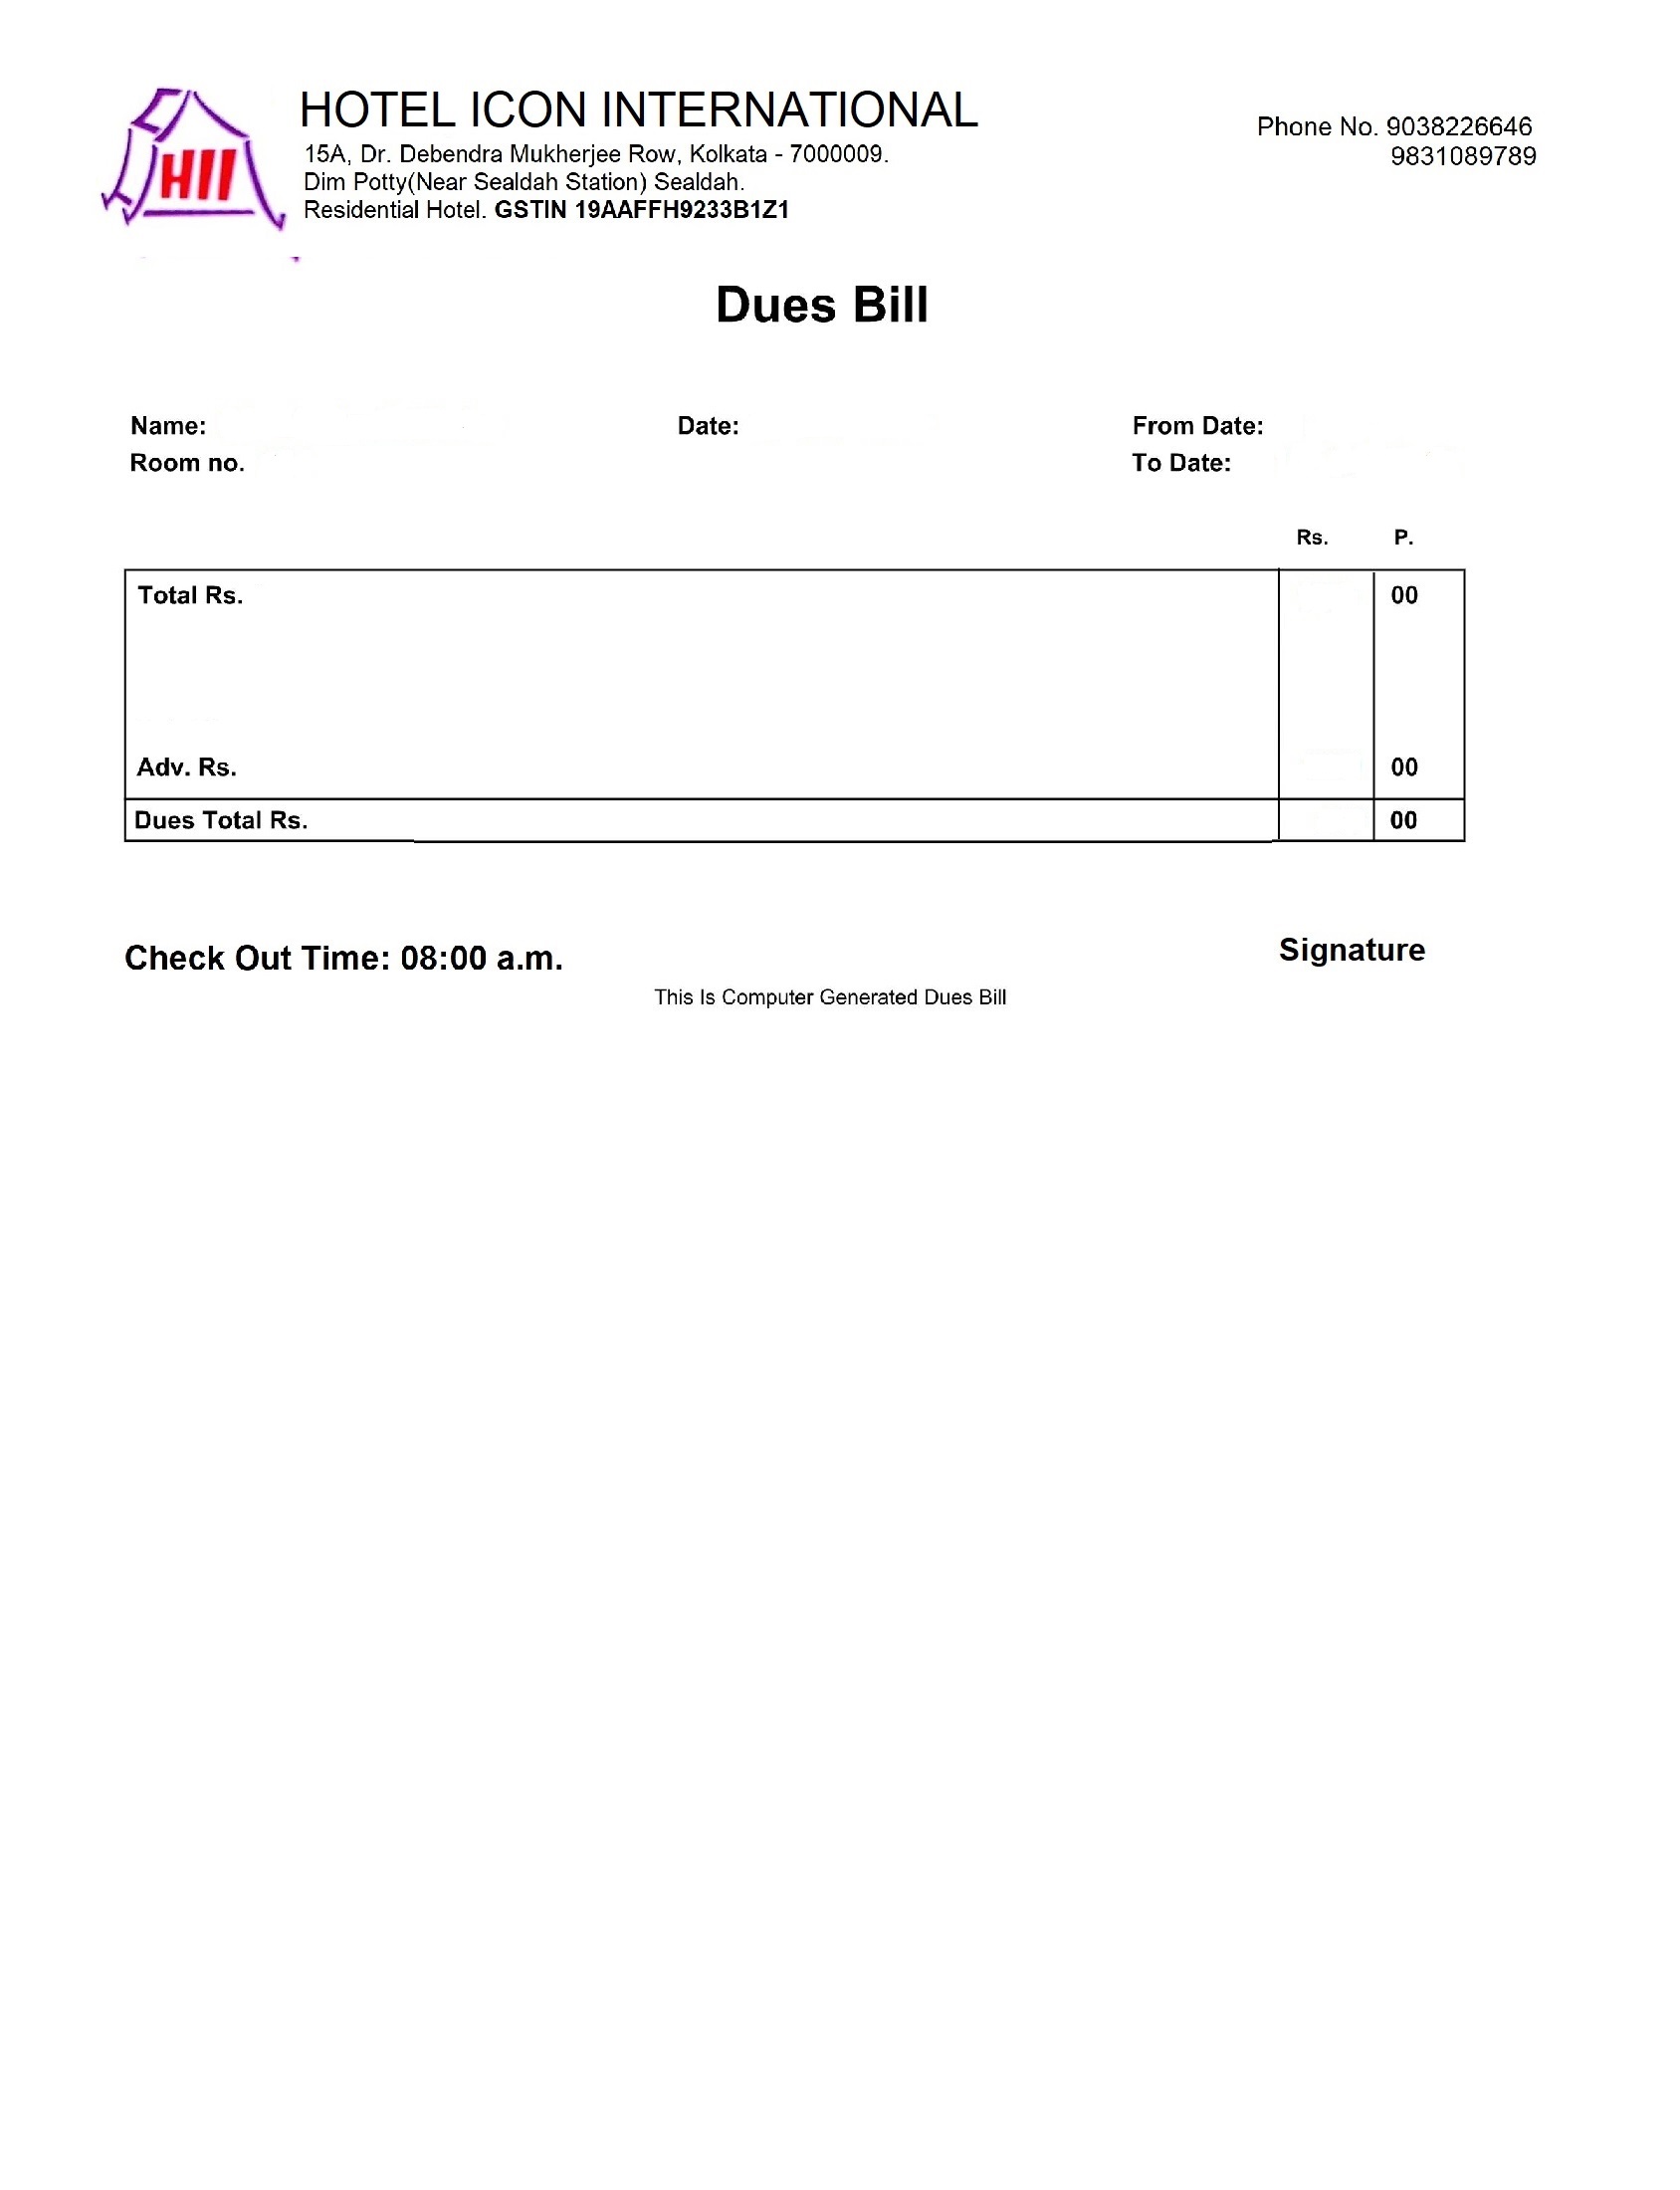 HII
HOTEL ICON INTERNATIONAL
15A, Dr. Debendra Mukherjee Row, Kolkata - 7000009.
Dim Potty(Near Sealdah Station) Sealdah.
Residential Hotel. GSTIN 19AAFFH9233B1Z1
Phone No. 9038226646
9831089789
Dues Bill
Name: Date: From Date:
Room no. To Date:
Rs. P.
Total Rs. 00
Adv. Rs. 00
Dues Total Rs. 00
Check Out Time: 08:00 a.m. Signature
This Is Computer Generated Dues Bill